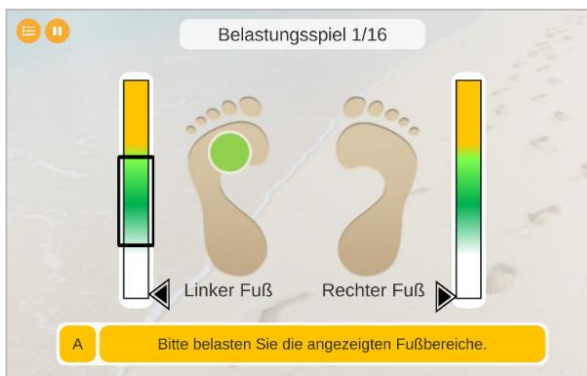 Belastungsspiel 1/16
Linker Fuß
Rechter Fuß
A
Bitte belasten Sie die angezeigten Fußbereiche.